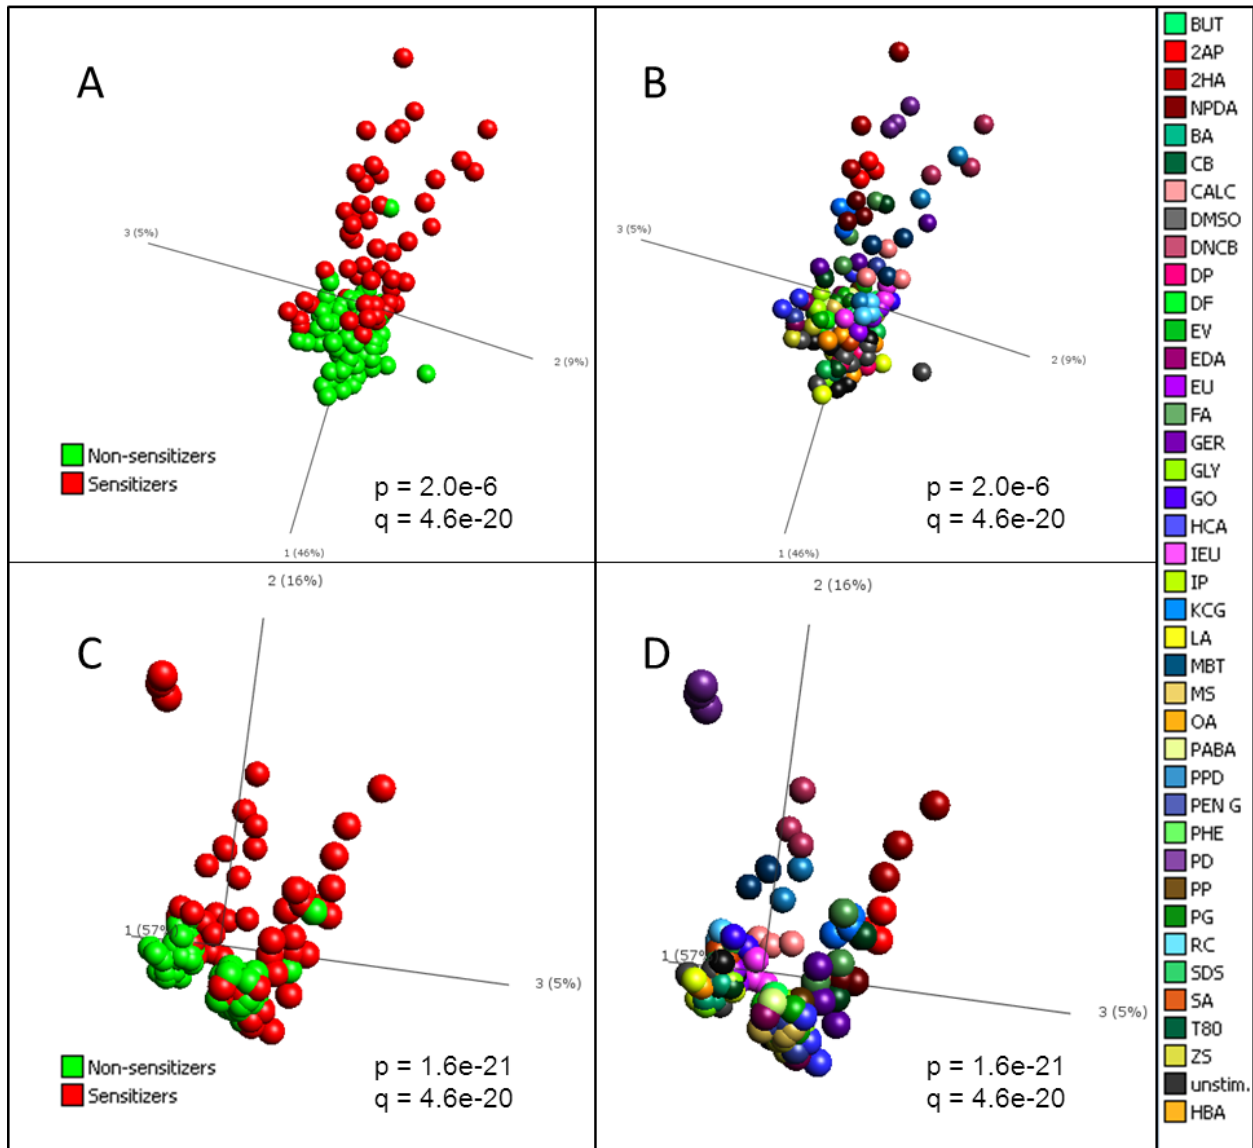 A
3 (5%)
2 (9%)
1 (46%)
Non-sensitizers
Sensitizers
p = 2.0e-6
q = 4.6e-20
B
3 (5%)
2 (9%)
1 (46%)
p = 2.0e-6
q = 4.6e-20
C
2 (16%)
1 (57%)
3 (5%)
Non-sensitizers
Sensitizers
p = 1.6e-21
q = 4.6e-20
D
2 (16%)
1 (57%)
3 (5%)
p = 1.6e-21
q = 4.6e-20
BUT
2AP
2HA
NPDA
BA
CB
CALC
DMSO
DNCB
DP
DF
EV
EDA
EU
FA
GER
GLY
GO
HCA
IEU
IP
KCG
LA
MBT
MS
OA
PABA
PPD
PEN G
PHE
PD
PP
PG
RC
SDS
SA
T80
ZS
unstim.
HBA